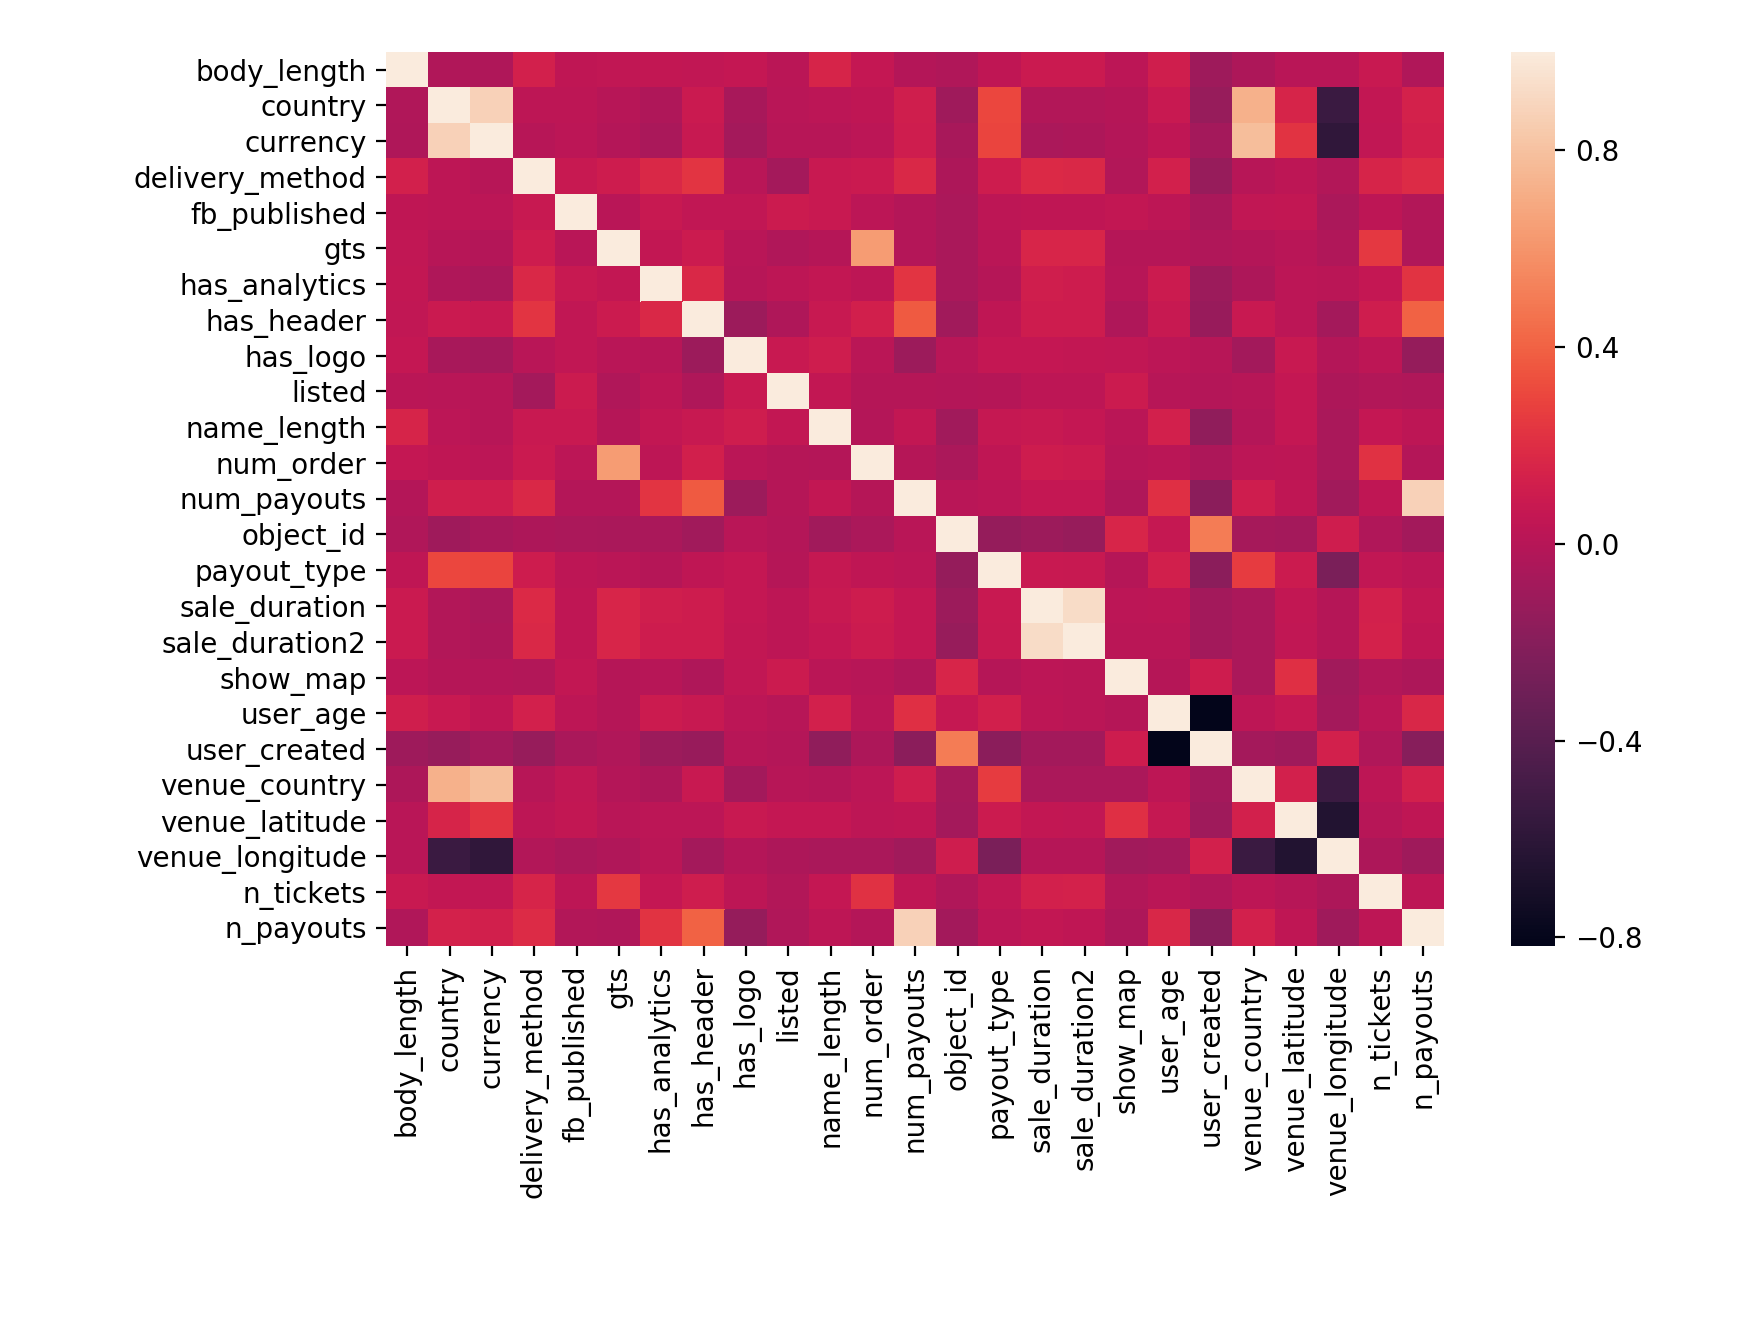 body_length
country
currency
delivery_method
fb_published
gts
has_analytics
has_header
has_logo
listed
name_length
num_order
num_payouts
object_id
payout_type
sale_duration
sale_duration2
show_map
user_age
user_created
venue_country
venue_latitude
venue_longitude
n_tickets
n_payouts
body_length
country
currency
delivery_method
fb_published
gts
has_analytics
has_header
has_logo
listed
name_length
num_order
num_payouts
object_id
payout_type
sale_duration
sale_duration2
show_map
user_age
user_created
venue_country
venue_latitude
venue_longitude
n_tickets
n_payouts
0.8
0.4
0.0
−0.4
−0.8